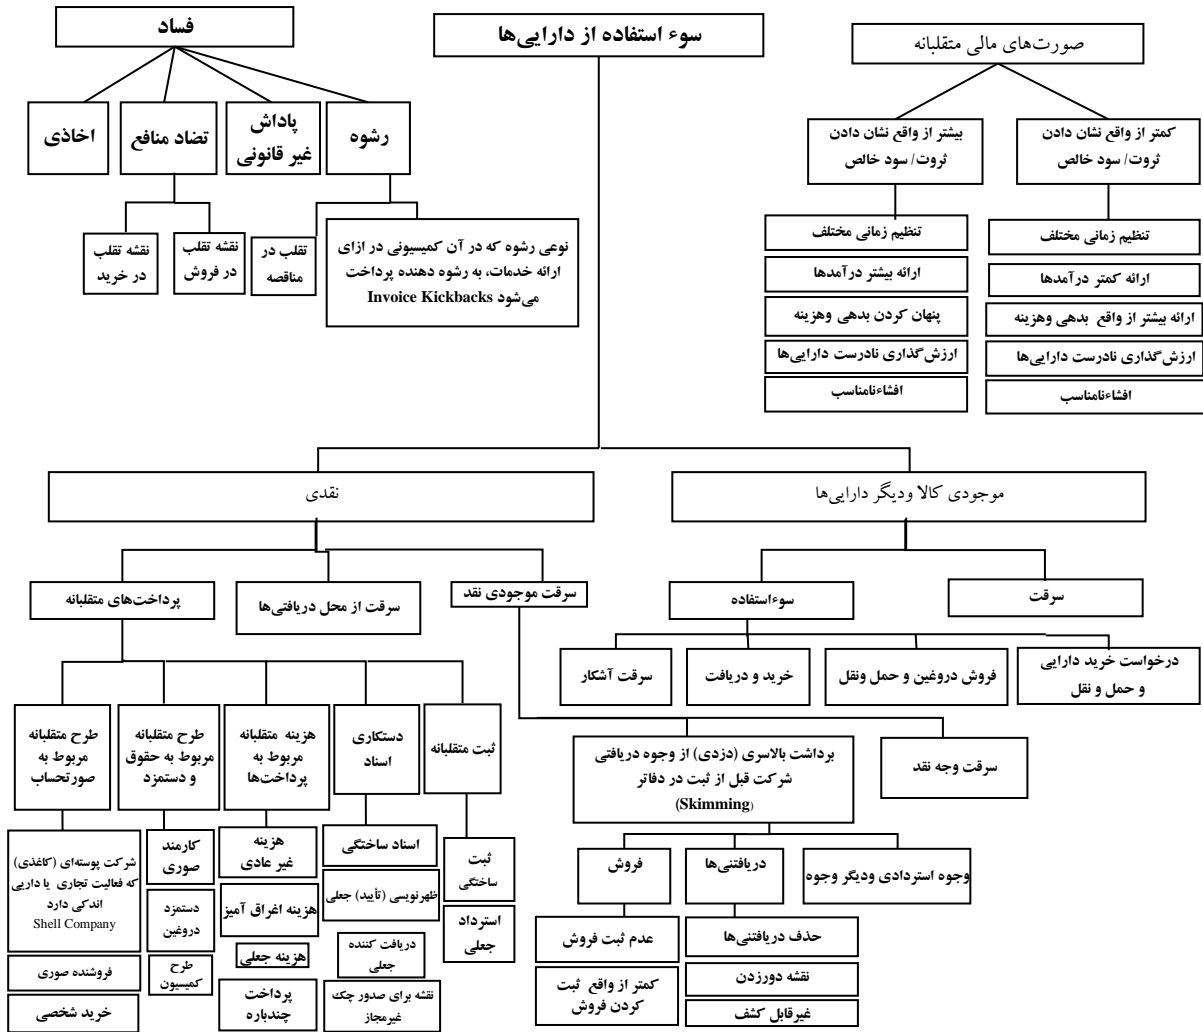 صورت‌های مالی متقلبانه
کمتر از واقع نشان دادن
ثروت/ سود خالص
تنظیم زمانی مختلف
ارائه کمتر درآمدها
ارائه بیشتر از واقع بدهی وهزینه
ارزش‌گذاری نادرست دارایی‌ها
افشاءنامناسب
بیشتر از واقع نشان دادن
ثروت/ سود خالص
تنظیم زمانی مختلف
ارائه بیشتر درآمدها
پنهان کردن بدهی وهزینه
ارزش‌گذاری نادرست دارایی‌ها
افشاءنامناسب
سوء استفاده از دارایی‌ها
فساد
رشوه
پاداش
غیر قانونی
تضاد منافع
اخاذی
نوعی رشوه که در آن کمیسیونی در ازای
ارائه خدمات، به رشوه دهنده پرداخت
می‌شود Invoice Kickbacks
تقلب در
مناقصه
نقشه تقلب
در فروش
نقشه تقلب
در خرید
موجودی کالا ودیگر دارایی‌ها
سرقت
سوءاستفاده
درخواست خرید دارایی
و حمل و نقل
فروش دروغین و حمل ونقل
خرید و دریافت
سرقت آشکار
نقدی
سرقت موجودی نقد
سرقت از محل دریافتی‌ها
پرداخت‌های متقلبانه
سرقت وجه نقد
برداشت بالاسری (دزدی) از وجوه دریافتی
شرکت قبل از ثبت در دفاتر
(Skimming)
وجوه استردادی ودیگر وجوه
دریافتنی‌ها
حذف دریافتنی‌ها
نقشه دورزدن
غیرقابل کشف
فروش
عدم ثبت فروش
کمتر از واقع ثبت
کردن فروش
ثبت متقلبانه
ثبت
ساختگی
استرداد
جعلی
دستکاری
اسناد
اسناد ساختگی
ظهرنویسی (تأیید) جعلی
دریافت کننده
جعلی
نقشه برای صدور چک
غیرمجاز
هزینه متقلبانه
مربوط به
پرداخت‌ها
هزینه
غیر عادی
هزینه اغراق آمیز
هزینه جعلی
پرداخت
چندباره
طرح متقلبانه
مربوط به حقوق
و دستمزد
کارمند
صوری
دستمزد
دروغین
طرح
کمیسیون
طرح متقلبانه
مربوط به
صورتحساب
شرکت پوسته‌ای (کاغذی)
که فعالیت تجاری یا داریی
اندکی دارد
Shell Company
فروشنده صوری
خرید شخصی